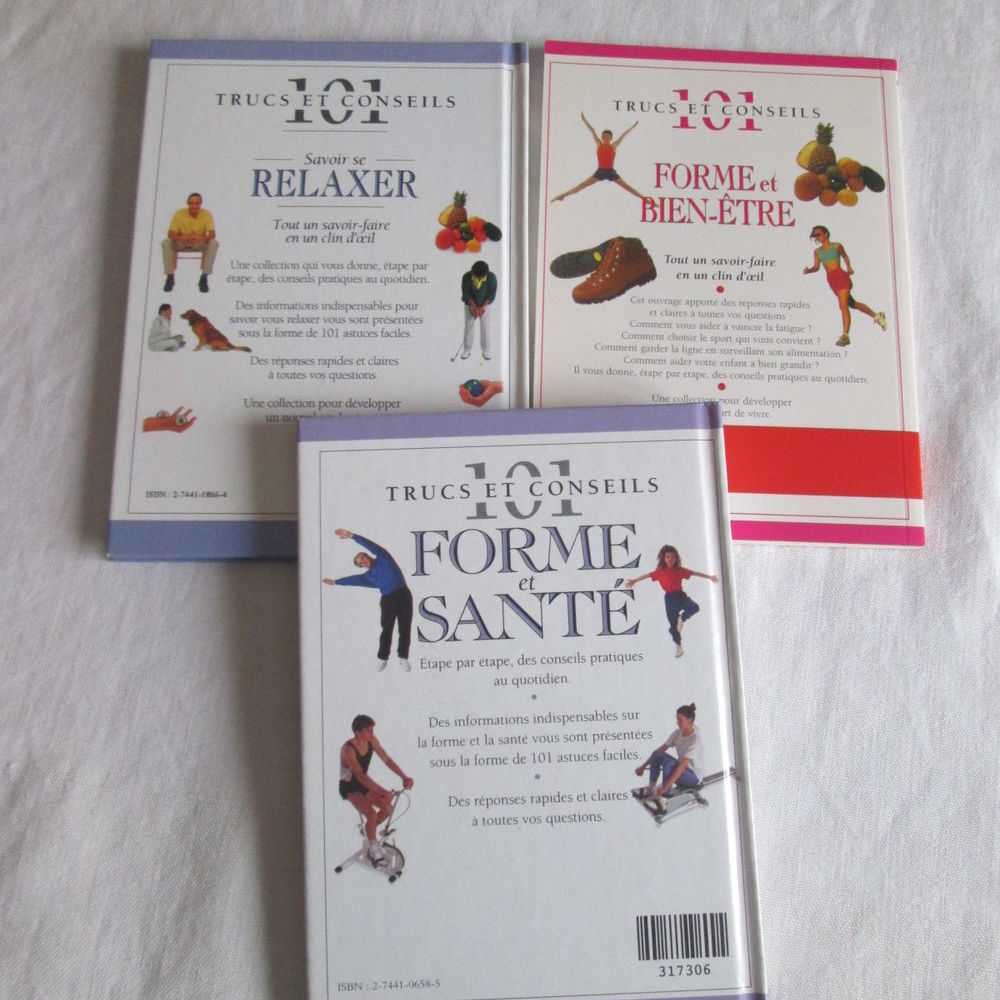 101
TRUCS ET CONSEILS
Savoir se
RELAXER
Tout un savoir-faire
en un clin d'œil
Une collection qui vous donne, étape par
étape, des conseils pratiques au quotidien.
Des informations indispensables pour
savoir vous relaxer vous sont présentées
sous la forme de 101 astuces faciles.
Des réponses rapides et claires
à toutes vos questions.
Une collection pour développer
un
ISBN : 2-7441-1866-4
101
TRUCS ET CONSEILS
FORME et
BIEN-ÊTRE
Tout un savoir-faire
en un clin d'œil
Cet ouvrage apporte des réponses rapides
et claires à toutes vos questions :
Comment vous aider à vaincre la fatigue ?
Comment choisir le sport qui vous convient ?
Comment garder la ligne en surveillant son alimentation ?
Comment aider votre enfant à bien grandir ?
Il vous donne, étape par étape, des conseils pratiques au quotidien.
Une collection pour développer
art de vivre.
101
TRUCS ET CONSEILS
FORME
et
SANTÉ
Étape par étape, des conseils pratiques
au quotidien.
Des informations indispensables sur
la forme et la santé vous sont présentées
sous la forme de 101 astuces faciles.
Des réponses rapides et claires
à toutes vos questions.
317306
ISBN : 2-7441-0658-5